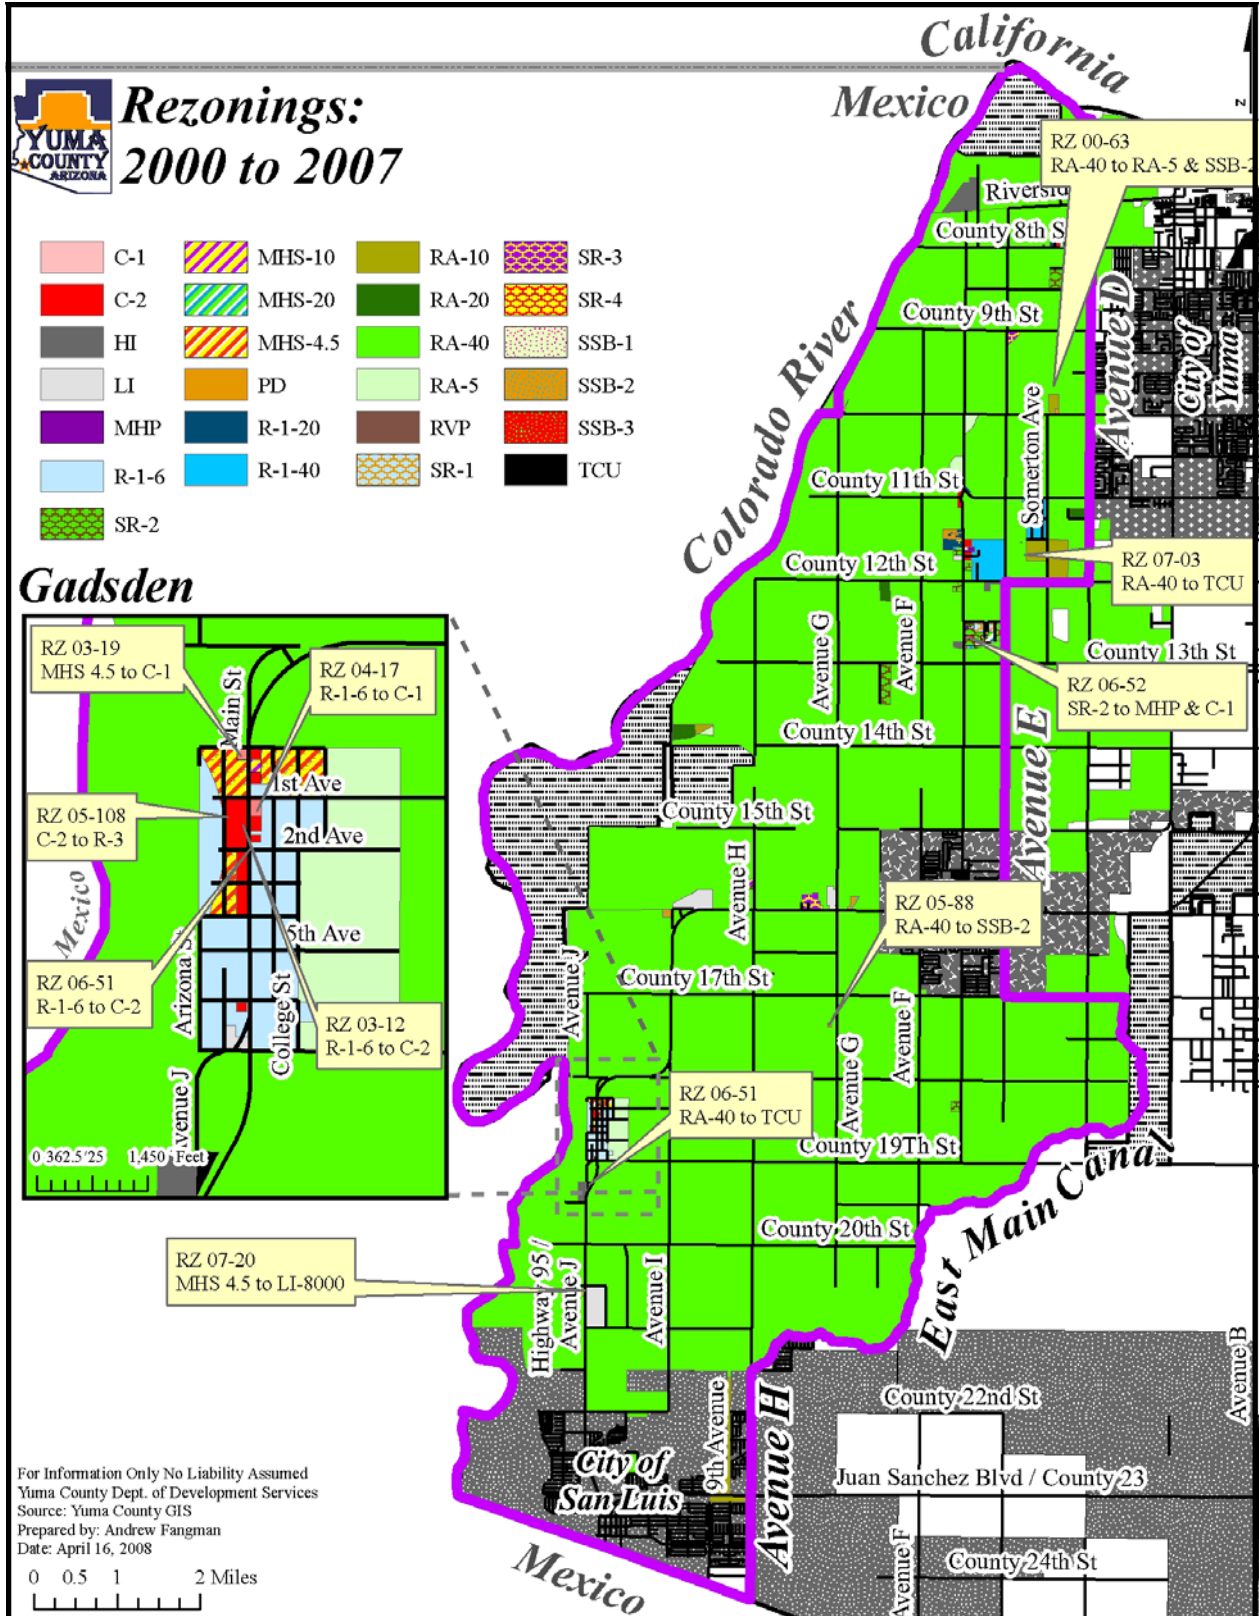 California
Mexico
Rezonings:
2000 to 2007
YUMA
COUNTY
ARIZONA
z
RZ 00-63
RA-40 to RA-5 & SSB-2
C-1
C-2
HI
LI
MHP
R-1-6
SR-2
MHS-10
MHS-20
MHS-4.5
PD
R-1-20
R-1-40
RA-10
RA-20
RA-40
RA-5
RVP
SR-1
SR-3
SR-4
SSB-1
SSB-2
SSB-3
TCU
County 8th S
County 9th St
Colorado River
Avenue D
City of
Yuma
Somerton Ave
County 11th St
County 12th St
RZ 07-03
RA-40 to TCU
Avenue G
Avenue F
County 13th St
RZ 06-52
SR-2 to MHP & C-1
County 14th St
Avenue E
County 15th St
Avenue H
RZ 05-88
RA-40 to SSB-2
Avenue J
County 17th St
Avenue F
Avenue G
RZ 06-51
RA-40 to TCU
County 19Th St
East Main Canal
County 20th St
Highway 95 /
Avenue J
Avenue I
RZ 07-20
MHS 4.5 to LI-8000
Gadsden
RZ 03-19
MHS 4.5 to C-1
Main St
RZ 04-17
R-1-6 to C-1
1st Ave
RZ 05-108
C-2 to R-3
2nd Ave
Mexico
5th Ave
Arizona St
College St
RZ 06-51
R-1-6 to C-2
RZ 03-12
R-1-6 to C-2
Avenue J
0 362.5 25 1,450 Feet
Avenue B
County 22nd St
9th Avenue
Avenue H
City of
San Luis
Juan Sanchez Blvd / County 23
Avenue F
County 24th St
Mexico
For Information Only No Liability Assumed
Yuma County Dept. of Development Services
Source: Yuma County GIS
Prepared by: Andrew Fangman
Date: April 16, 2008
0 0.5 1 2 Miles